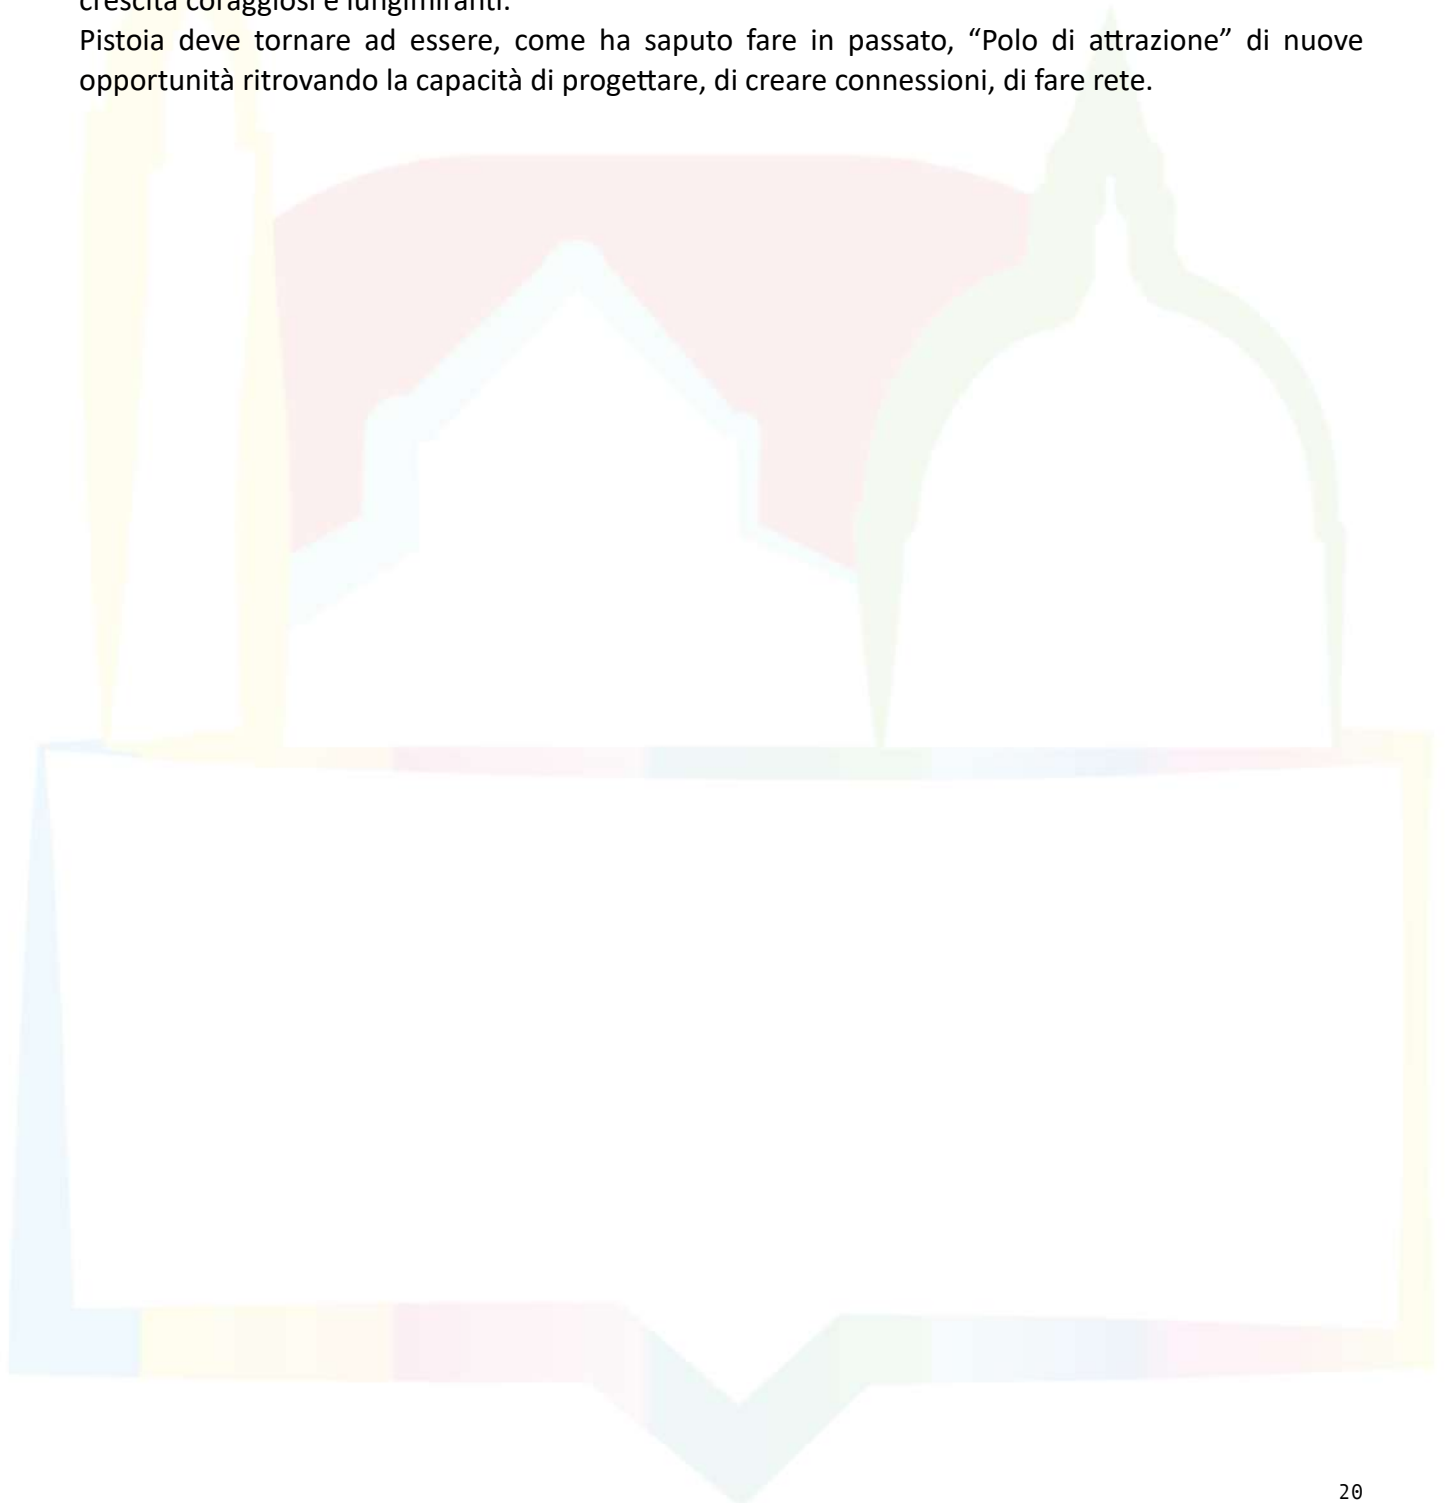 crescita coraggiosi e lungimiranti.
Pistoia deve tornare ad essere, come ha saputo fare in passato, “Polo di attrazione” di nuove
opportunità ritrovando la capacità di progettare, di creare connessioni, di fare rete.
20